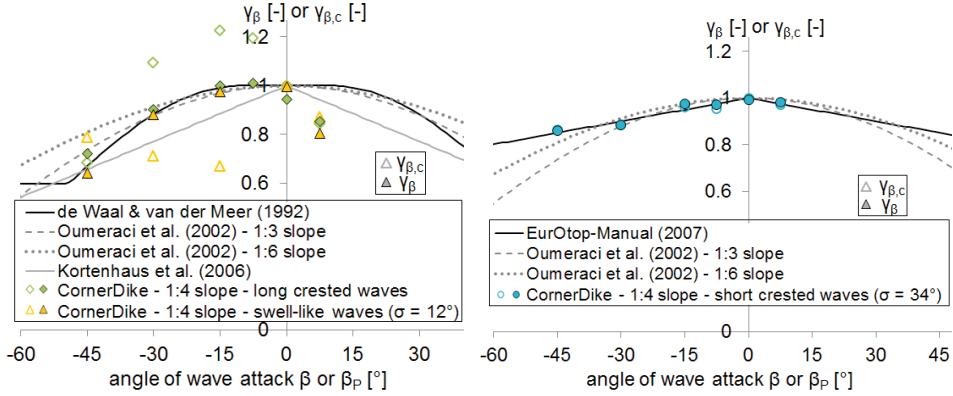 γβ [-] or γβ,c [-]
1.2
1
0.8
0.6
0
γβ,c
γβ
de Waal & van der Meer (1992)
Oumeraci et al. (2002) - 1:3 slope
Oumeraci et al. (2002) - 1:6 slope
Kortenhaus et al. (2006)
CornerDike - 1:4 slope - long crested waves
CornerDike - 1:4 slope - swell-like waves (σ = 12°)
-60 -45 -30 -15 0 15 30
angle of wave attack β or βP [°]
γβ [-] or γβ,c [-]
1.2
1
0.8
0.6
0
γβ,c
γβ
EurOtop-Manual (2007)
Oumeraci et al. (2002) - 1:3 slope
Oumeraci et al. (2002) - 1:6 slope
CornerDike - 1:4 slope - short crested waves (σ = 34°)
-60 -45 -30 -15 0 15 30 45
angle of wave attack β or βP [°]